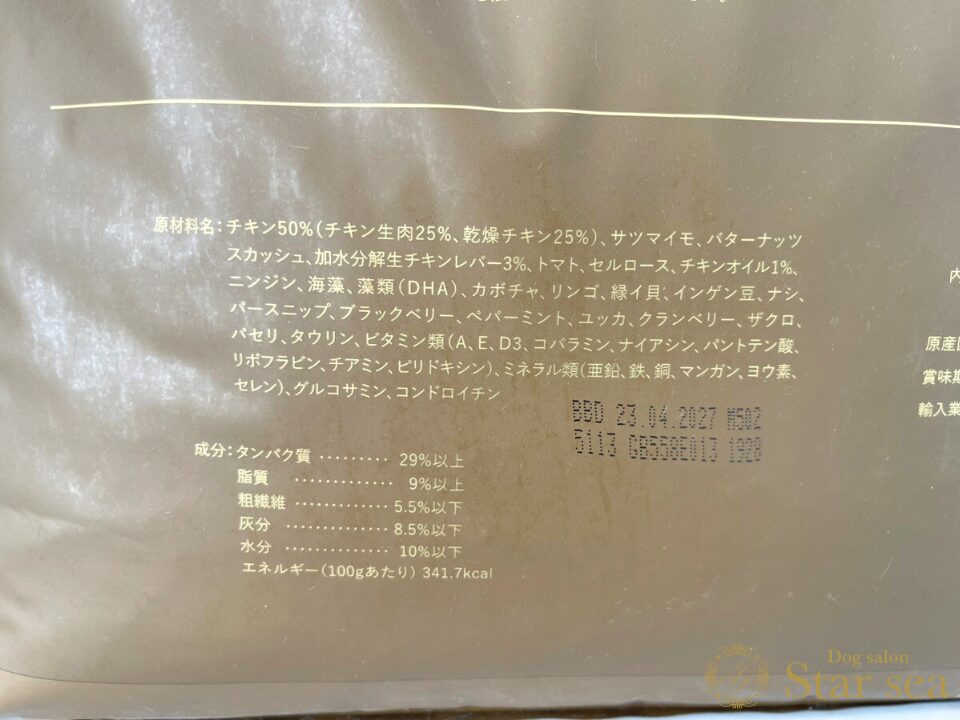 原材料名:チキン50%(チキン生肉25%、乾燥チキン25%)、サツマイモ、バターナッツ
スカッシュ、加水分解生チキンレバー3%、トマト、セルロース、チキンオイル1%、
ニンジン、海藻、藻類(DHA)、カボチャ、リンゴ、緑イ貝、インゲン豆、ナシ、
パースニップ、ブラックベリー、ペパーミント、ユッカ、クランベリー、ザクロ、
パセリ、タウリン、ビタミン類(A、E、D3、コバラミン、ナイアシン、パントテン酸、
リボフラビン、チアミン、ピリドキシン)、ミネラル類(亜鉛、鉄、銅、マンガン、ヨウ素、
セレン)、グルコサミン、コンドロイチン
BBD 23.04.2027 M502
5113 GB55BE013 1928
成分:タンパク質 ········· 29%以上
脂質 ············· 9%以上
粗繊維 ············ 5.5%以下
灰分 ············· 8.5%以下
水分 ············· 10%以下
エネルギー(100gあたり) 341.7kcal
内
原産国
賞味期
輸入業
Dog salon
Star sea